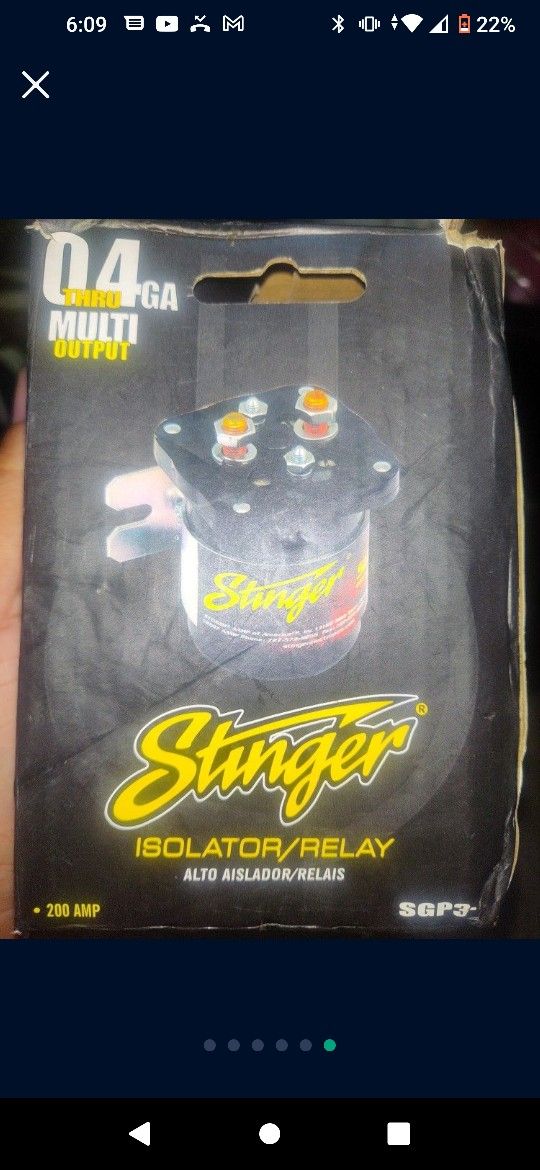 6:09
22%
0 4 GA
THRU
MULTI
OUTPUT
Stinger
Stinger®
ISOLATOR/RELAY
ALTO AISLADOR/RELAIS
• 200 AMP
SGP3-